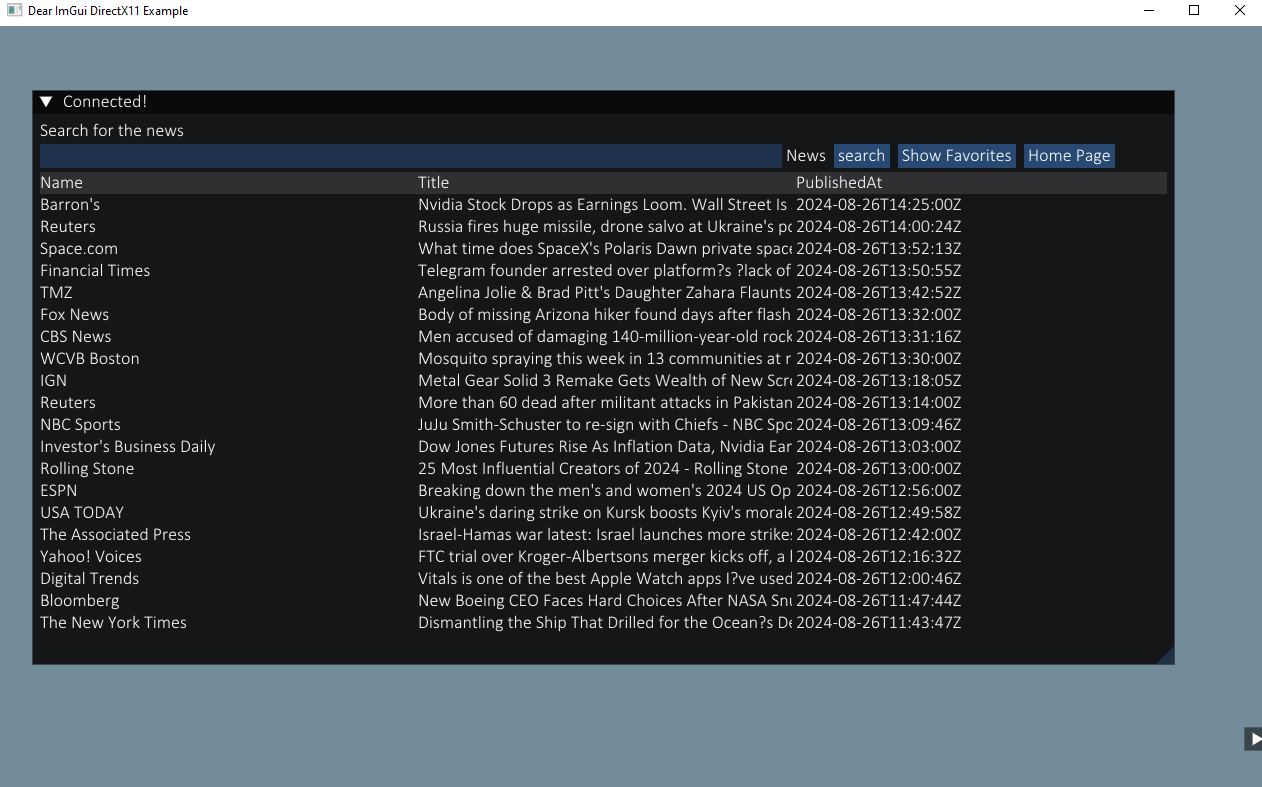 Dear ImGui DirectX11 Example
Connected!
Search for the news
News search Show Favorites Home Page
Name Title PublishedAt
Barron's Nvidia Stock Drops as Earnings Loom. Wall Street Is 2024-08-26T14:25:00Z
Reuters Russia fires huge missile, drone salvo at Ukraine's po 2024-08-26T14:00:24Z
Space.com What time does SpaceX's Polaris Dawn private space 2024-08-26T13:52:13Z
Financial Times Telegram founder arrested over platform?s ?lack of 2024-08-26T13:50:55Z
TMZ Angelina Jolie & Brad Pitt's Daughter Zahara Flaunts 2024-08-26T13:42:52Z
Fox News Body of missing Arizona hiker found days after flash 2024-08-26T13:32:00Z
CBS News Men accused of damaging 140-million-year-old rock 2024-08-26T13:31:16Z
WCVB Boston Mosquito spraying this week in 13 communities at r 2024-08-26T13:30:00Z
IGN Metal Gear Solid 3 Remake Gets Wealth of New Scre 2024-08-26T13:18:05Z
Reuters More than 60 dead after militant attacks in Pakistan 2024-08-26T13:14:00Z
NBC Sports JuJu Smith-Schuster to re-sign with Chiefs - NBC Spo 2024-08-26T13:09:46Z
Investor's Business Daily Dow Jones Futures Rise As Inflation Data, Nvidia Ear 2024-08-26T13:03:00Z
Rolling Stone 25 Most Influential Creators of 2024 - Rolling Stone 2024-08-26T13:00:00Z
ESPN Breaking down the men's and women's 2024 US Op 2024-08-26T12:56:00Z
USA TODAY Ukraine's daring strike on Kursk boosts Kyiv's morale 2024-08-26T12:49:58Z
The Associated Press Israel-Hamas war latest: Israel launches more strikes 2024-08-26T12:42:00Z
Yahoo! Voices FTC trial over Kroger-Albertsons merger kicks off, a 2024-08-26T12:16:32Z
Digital Trends Vitals is one of the best Apple Watch apps I?ve used 2024-08-26T12:00:46Z
Bloomberg New Boeing CEO Faces Hard Choices After NASA Snu 2024-08-26T11:47:44Z
The New York Times Dismantling the Ship That Drilled for the Ocean?s De 2024-08-26T11:43:47Z